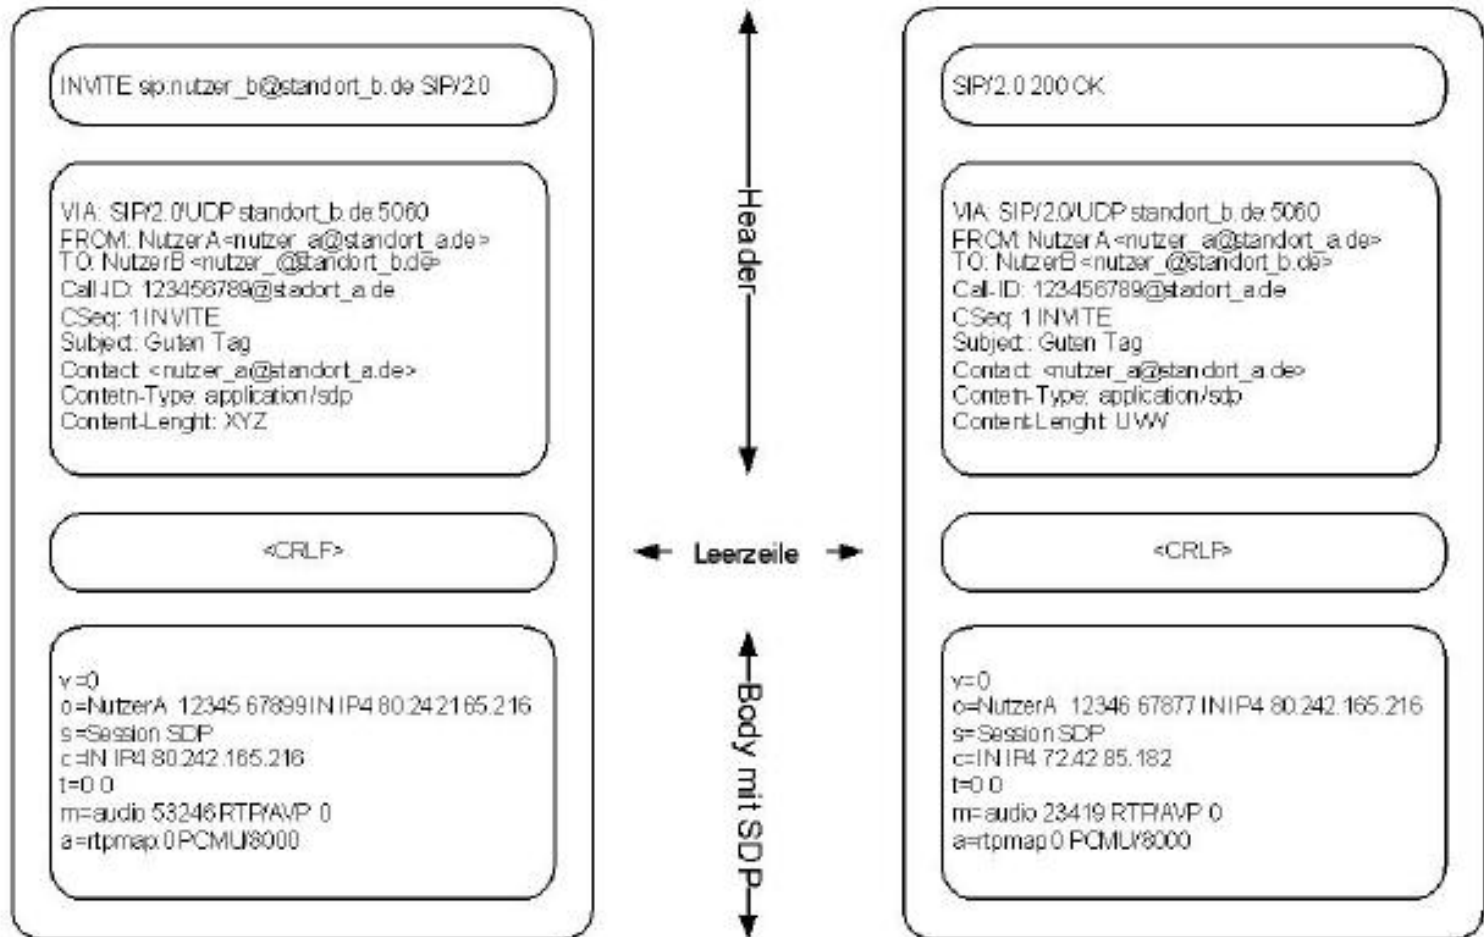 INVITE sip:nutzer_b@standort_b.de SIP/2.0
VIA: SIP/2.0/UDP standort_b.de:5060
FROM: NutzerA<nutzer_a@standort_a.de>
TO: NutzerB <nutzer_@standort_b.de>
Call-ID: 123456789@stadort_a.de
CSeq: 1 INVITE
Subject: Guten Tag
Contact: <nutzer_a@standort_a.de>
Contetn-Type: application/sdp
Content-Lenght: XYZ
<CRLF>
v=0
o=NutzerA 12345 67899 IN IP4 80.242165.216
s=Session SDP
c=IN IP4 80.242.165.216
t=0 0
m=audio 53246 RTP/AVP 0
a=rtpmap:0 PCMU/8000
Header
Leerzeile
Body mit SDP
SIP/2.0 200 OK
VIA: SIP/2.0/UDP standort_b.de:5060
FROM: NutzerA <nutzer_a@standort_a.de>
TO: NutzerB <nutzer_@standort_b.de>
Call-ID: 123456789@stadort_a.de
CSeq: 1 INVITE
Subject: Guten Tag
Contact: <nutzer_a@standort_a.de>
Contetn-Type: application/sdp
Content-Lenght: UVW
<CRLF>
v=0
o=NutzerA 12346 67877 IN IP4 80.242.165.216
s=Session SDP
c=IN IP4 72.42.85.182
t=0 0
m=audio 23419 RTP/AVP 0
a=rtpmap:0 PCMU/8000